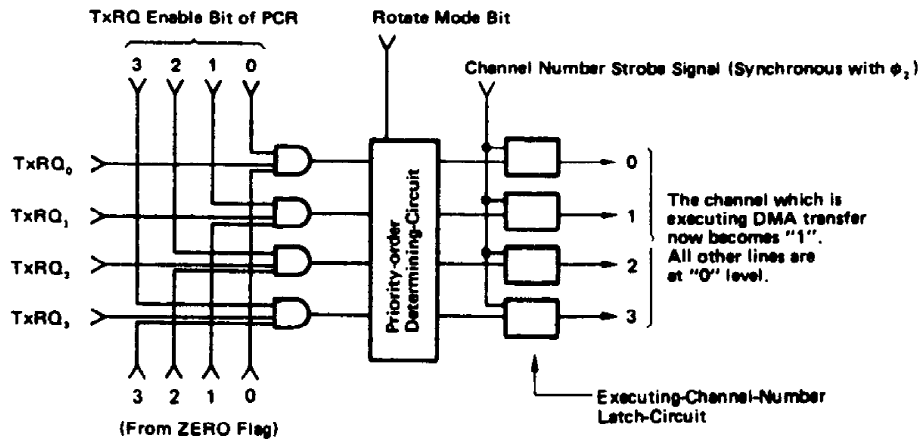 TxRQ Enable Bit of PCR
Rotate Mode Bit
3 2 1 0
Channel Number Strobe Signal (Synchronous with ϕ₂)
TxRQ₀
TxRQ₁
TxRQ₂
TxRQ₃
Priority-order
Determining-Circuit
0
1
2
3
The channel which is
executing DMA transfer
now becomes "1".
All other lines are
at "0" level.
3 2 1 0
(From ZERO Flag)
Executing-Channel-Number
Latch-Circuit